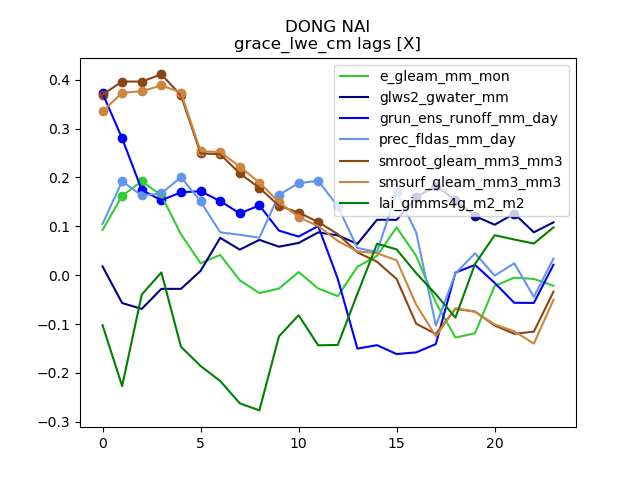 DONG NAI
grace_lwe_cm lags [X]
e_gleam_mm_mon
glws2_gwater_mm
grun_ens_runoff_mm_day
prec_fldas_mm_day
smroot_gleam_mm3_mm3
smsurf_gleam_mm3_mm3
lai_gimms4g_m2_m2
0.4
0.3
0.2
0.1
0.0
−0.1
−0.2
−0.3
0 5 10 15 20